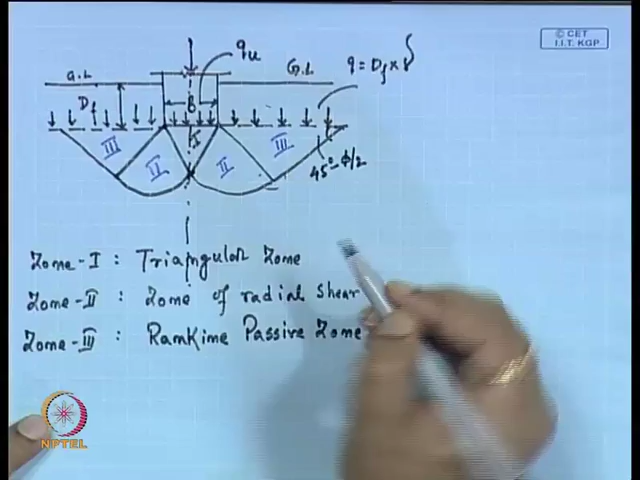 © CET
I.I.T. KGP
qu
G.L
G.L
q = Df × γ
Df
B
I
III
II
II
III
45° - φ/2
Zone-I : Triangular Zone
Zone-II : Zone of radial shear
Zone-III : Rankine Passive Zone
NPTEL